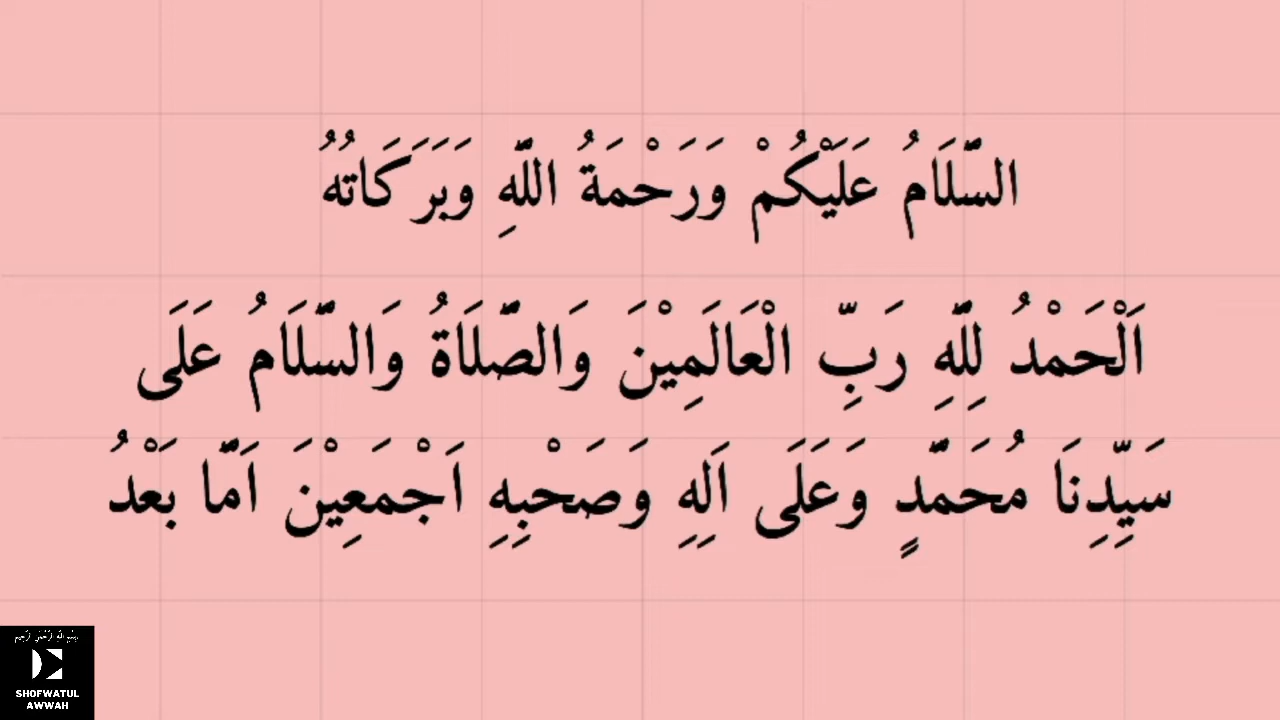 السَّلَامُ عَلَيْكُمْ وَرَحْمَةُ اللَّهِ وَبَرَكَاتُهُ
اَلْحَمْدُ لِلَّهِ رَبِّ الْعَالَمِيْنَ وَالصَّلَاةُ وَالسَّلَامُ عَلَى
سَيِّدِنَا مُحَمَّدٍ وَعَلَى اَلِهِ وَصَحْبِهِ اَجْمَعِيْنَ اَمَّا بَعْدُ
SHOFWATUL
AWWAH